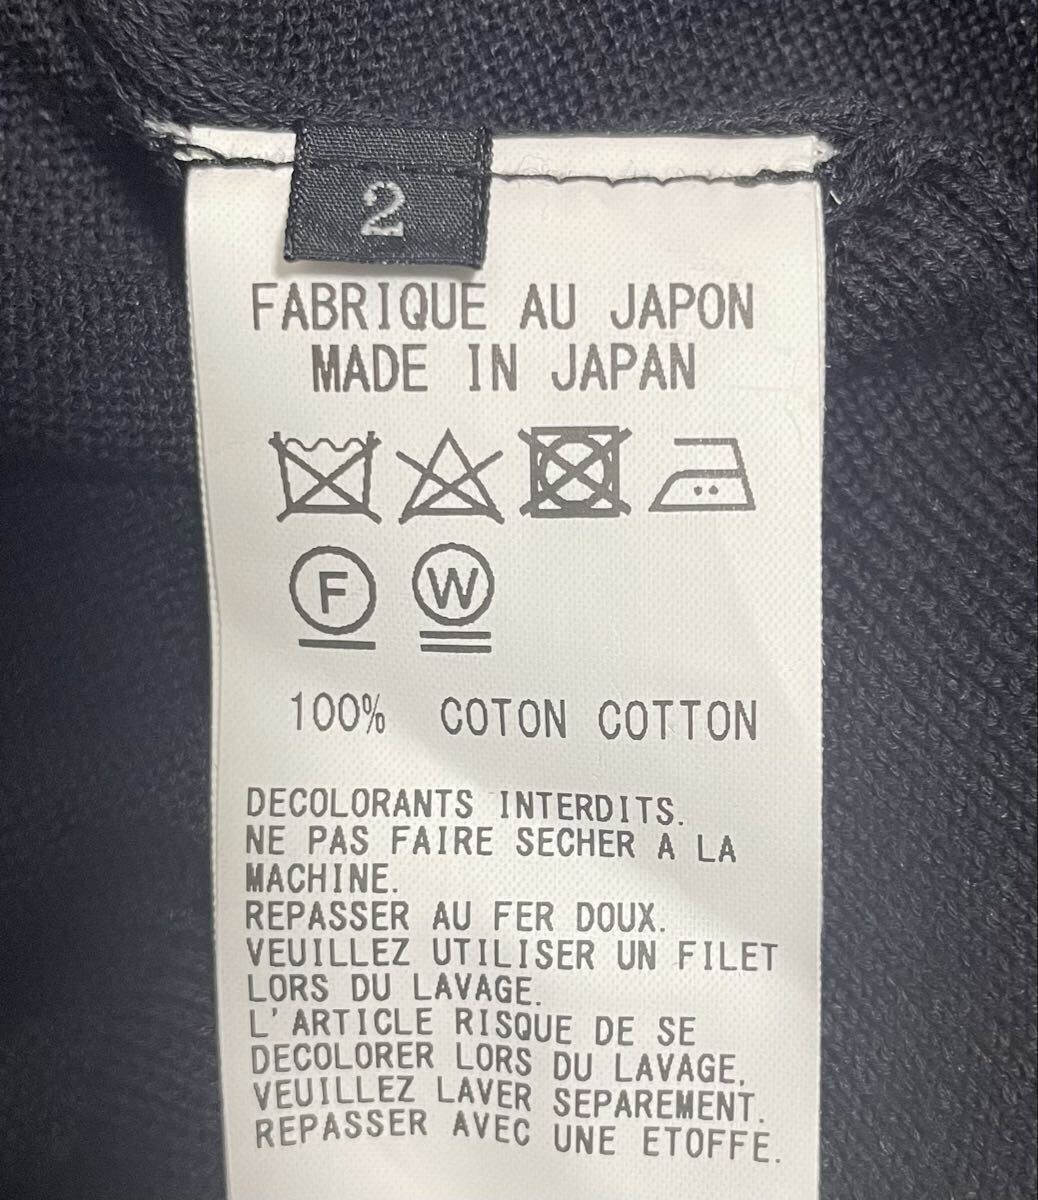 2
FABRIQUE AU JAPON
MADE IN JAPAN
F W
100% COTON COTTON
DECOLORANTS INTERDITS.
NE PAS FAIRE SECHER A LA
MACHINE.
REPASSER AU FER DOUX.
VEUILLEZ UTILISER UN FILET
LORS DU LAVAGE.
L'ARTICLE RISQUE DE SE
DECOLORER LORS DU LAVAGE.
VEUILLEZ LAVER SEPAREMENT.
REPASSER AVEC UNE ETOFFE.